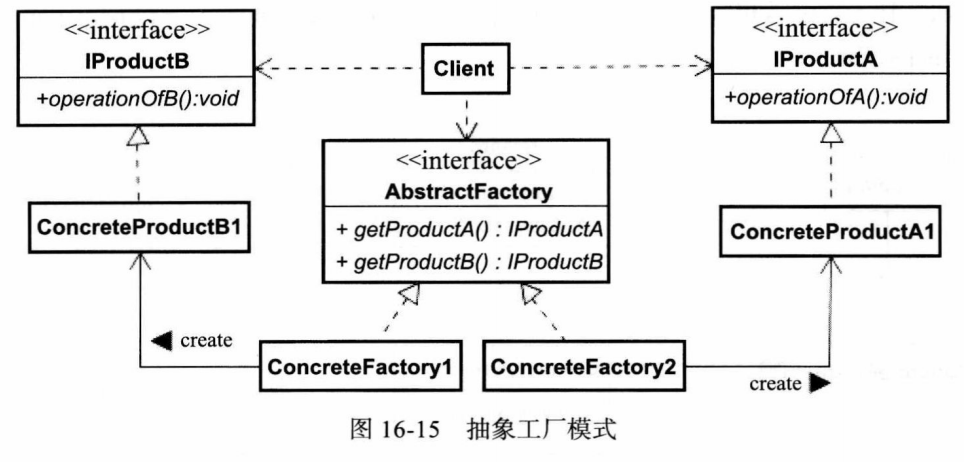 <<interface>>
IProductB
+operationOfB():void
Client
<<interface>>
IProductA
+operationOfA():void
<<interface>>
AbstractFactory
+ getProductA() : IProductA
+ getProductB() : IProductB
ConcreteProductB1
ConcreteProductA1
◀ create
ConcreteFactory1
ConcreteFactory2
create ▶
图 16-15 抽象工厂模式